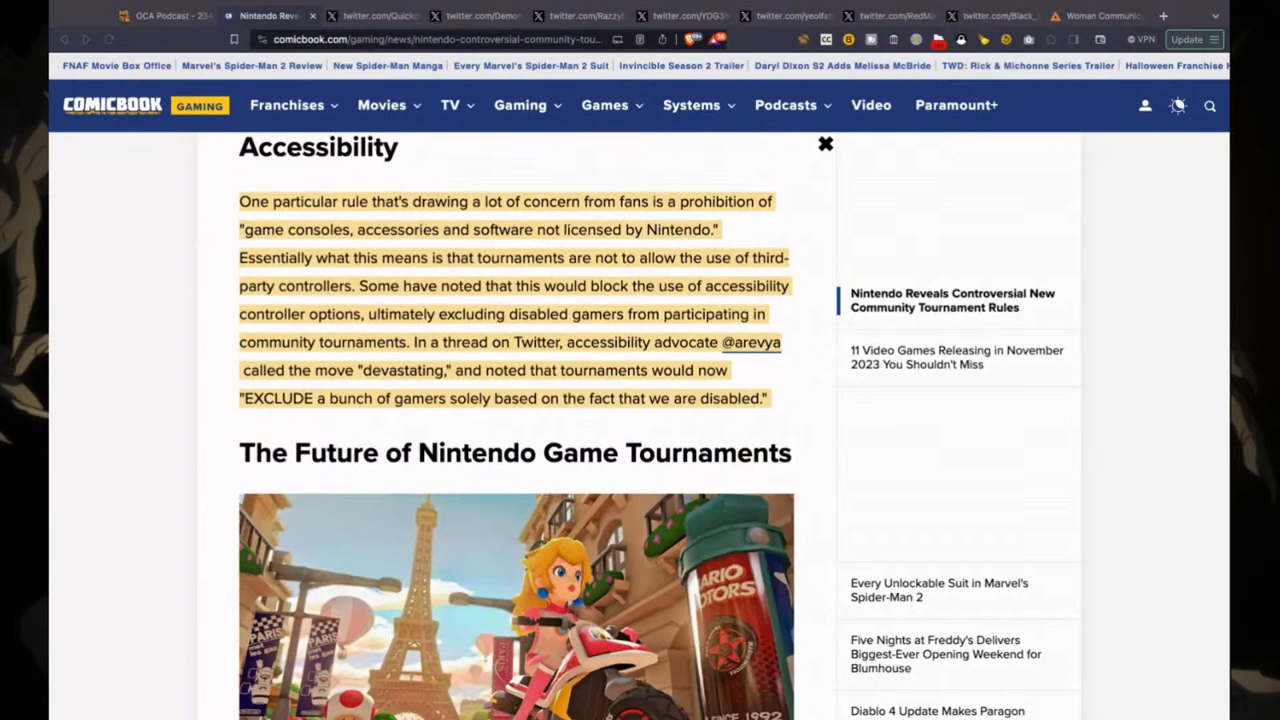 OCA Podcast - 234
Nintendo Reve
twitter.com/Quicke
twitter.com/Demon
twitter.com/RazzyG
twitter.com/YOG3H
twitter.com/yeolfas
twitter.com/RedMa
twitter.com/Black_
Woman Communic
comicbook.com/gaming/news/nintendo-controversial-community-tou...
VPN
Update
FNAF Movie Box Office
Marvel's Spider-Man 2 Review
New Spider-Man Manga
Every Marvel's Spider-Man 2 Suit
Invincible Season 2 Trailer
Daryl Dixon S2 Adds Melissa McBride
TWD: Rick & Michonne Series Trailer
Halloween Franchise H
COMICBOOK GAMING
Franchises
Movies
TV
Gaming
Games
Systems
Podcasts
Video
Paramount+
Accessibility
One particular rule that's drawing a lot of concern from fans is a prohibition of
"game consoles, accessories and software not licensed by Nintendo."
Essentially what this means is that tournaments are not to allow the use of third-
party controllers. Some have noted that this would block the use of accessibility
controller options, ultimately excluding disabled gamers from participating in
community tournaments. In a thread on Twitter, accessibility advocate @arevya
called the move "devastating," and noted that tournaments would now
"EXCLUDE a bunch of gamers solely based on the fact that we are disabled."
The Future of Nintendo Game Tournaments
MARIO
MOTORS
SINCE 1992
PARIS
PARIS
Nintendo Reveals Controversial New
Community Tournament Rules
11 Video Games Releasing in November
2023 You Shouldn't Miss
Every Unlockable Suit in Marvel's
Spider-Man 2
Five Nights at Freddy's Delivers
Biggest-Ever Opening Weekend for
Blumhouse
Diablo 4 Update Makes Paragon